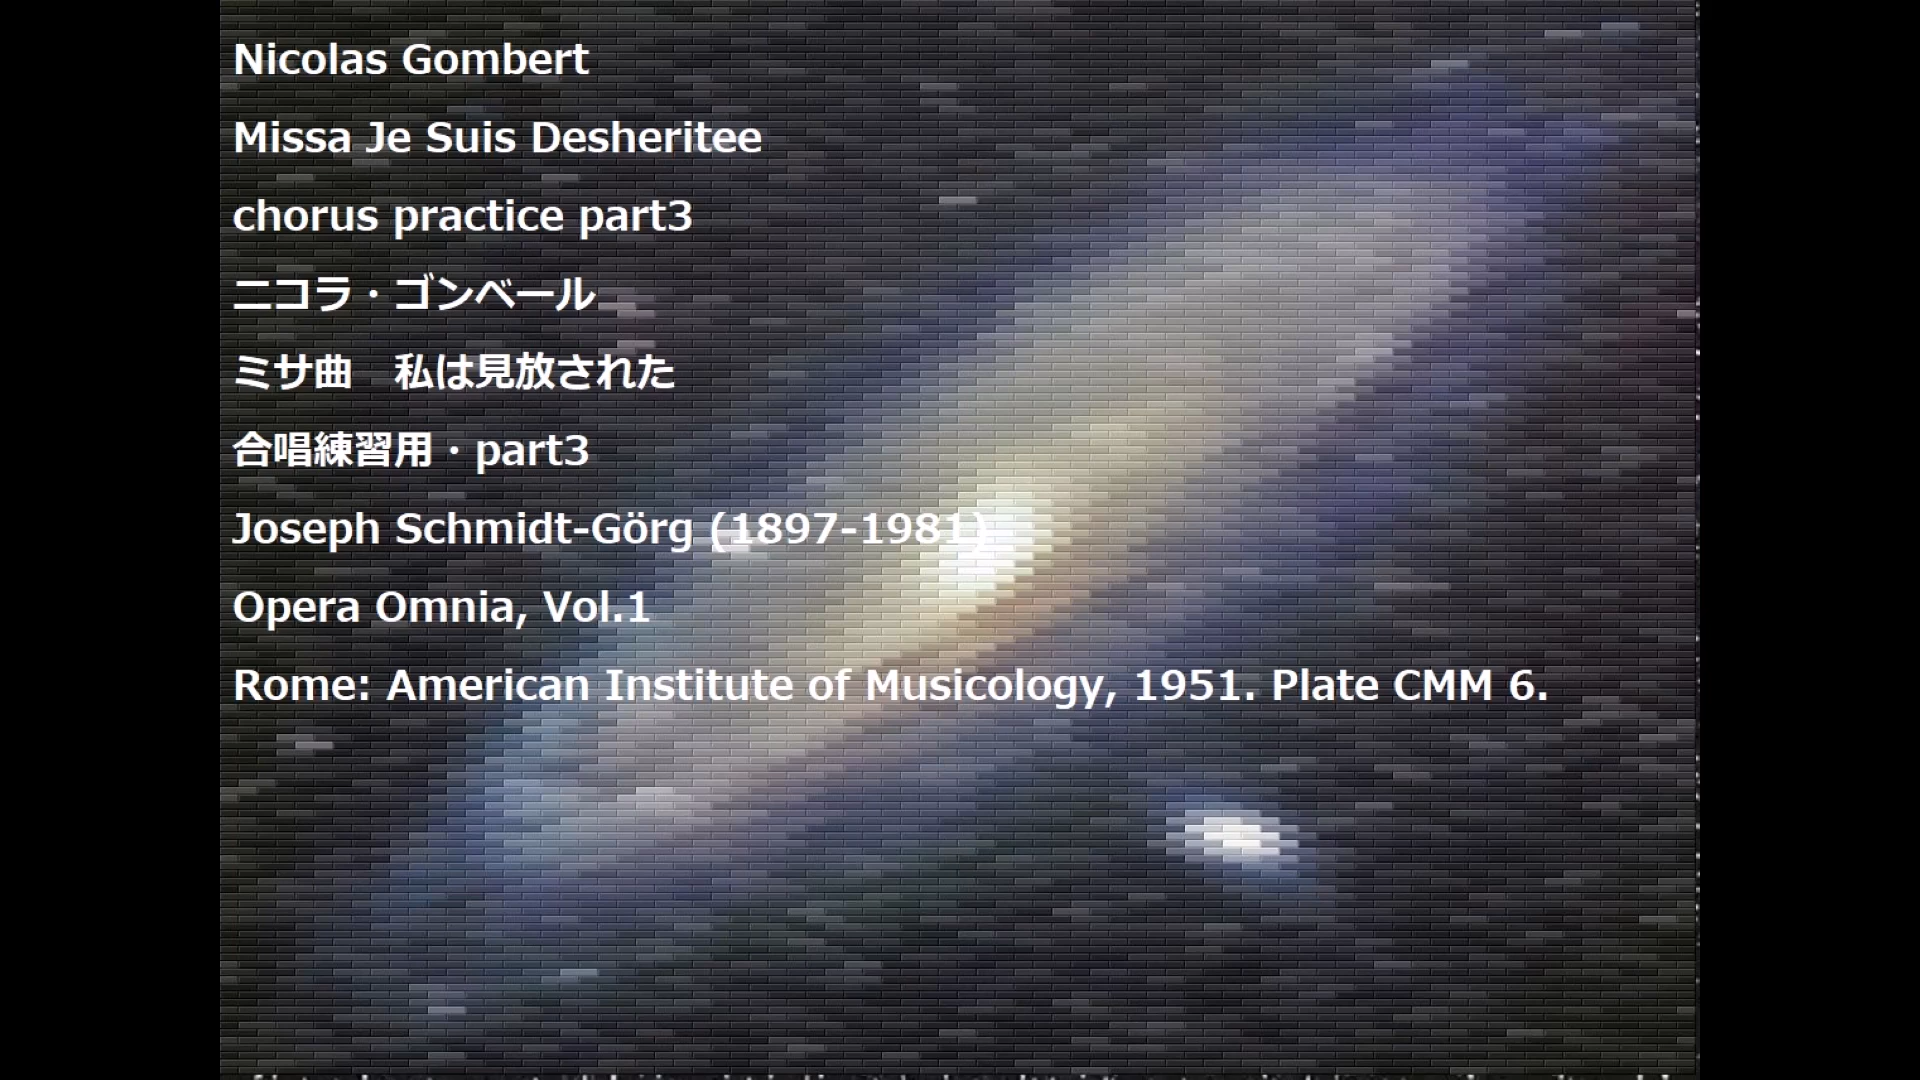 Nicolas Gombert
Missa Je Suis Desheritee
chorus practice part3
ニコラ・ゴンベール
ミサ曲　私は見放された
合唱練習用・part3
Joseph Schmidt-Görg (1897-1981)
Opera Omnia, Vol.1
Rome: American Institute of Musicology, 1951. Plate CMM 6.